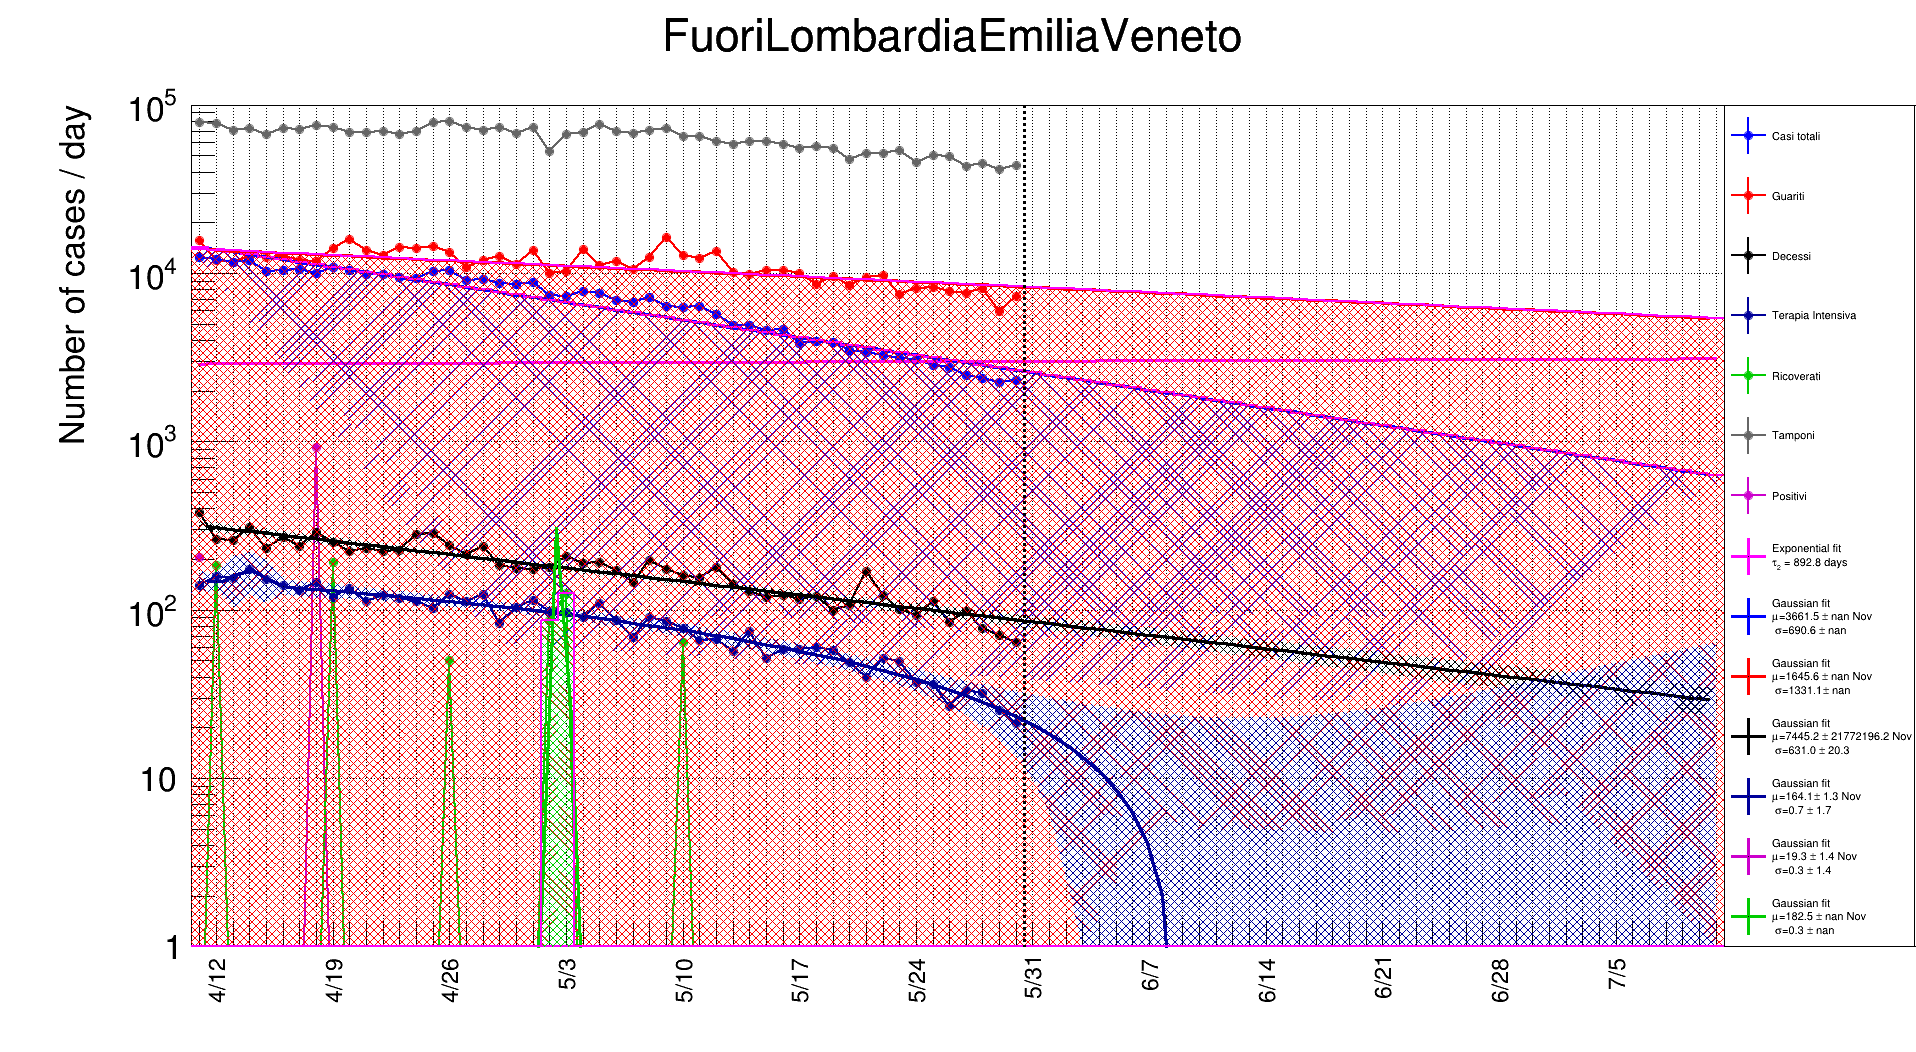 FuoriLombardiaEmiliaVeneto
Number of cases / day
10^5
10^4
10^3
10^2
10
1
4/12
4/19
4/26
5/3
5/10
5/17
5/24
5/31
6/7
6/14
6/21
6/28
7/5
Casi totali
Guariti
Decessi
Terapia Intensiva
Ricoverati
Tamponi
Positivi
Exponential fit
τ₂ = 892.8 days
Gaussian fit
μ=3661.5 ± nan Nov
σ=690.6 ± nan
Gaussian fit
μ=1645.6 ± nan Nov
σ=1331.1 ± nan
Gaussian fit
μ=7445.2 ± 21772196.2 Nov
σ=631.0 ± 20.3
Gaussian fit
μ=164.1 ± 1.3 Nov
σ=0.7 ± 1.7
Gaussian fit
μ=19.3 ± 1.4 Nov
σ=0.3 ± 1.4
Gaussian fit
μ=182.5 ± nan Nov
σ=0.3 ± nan